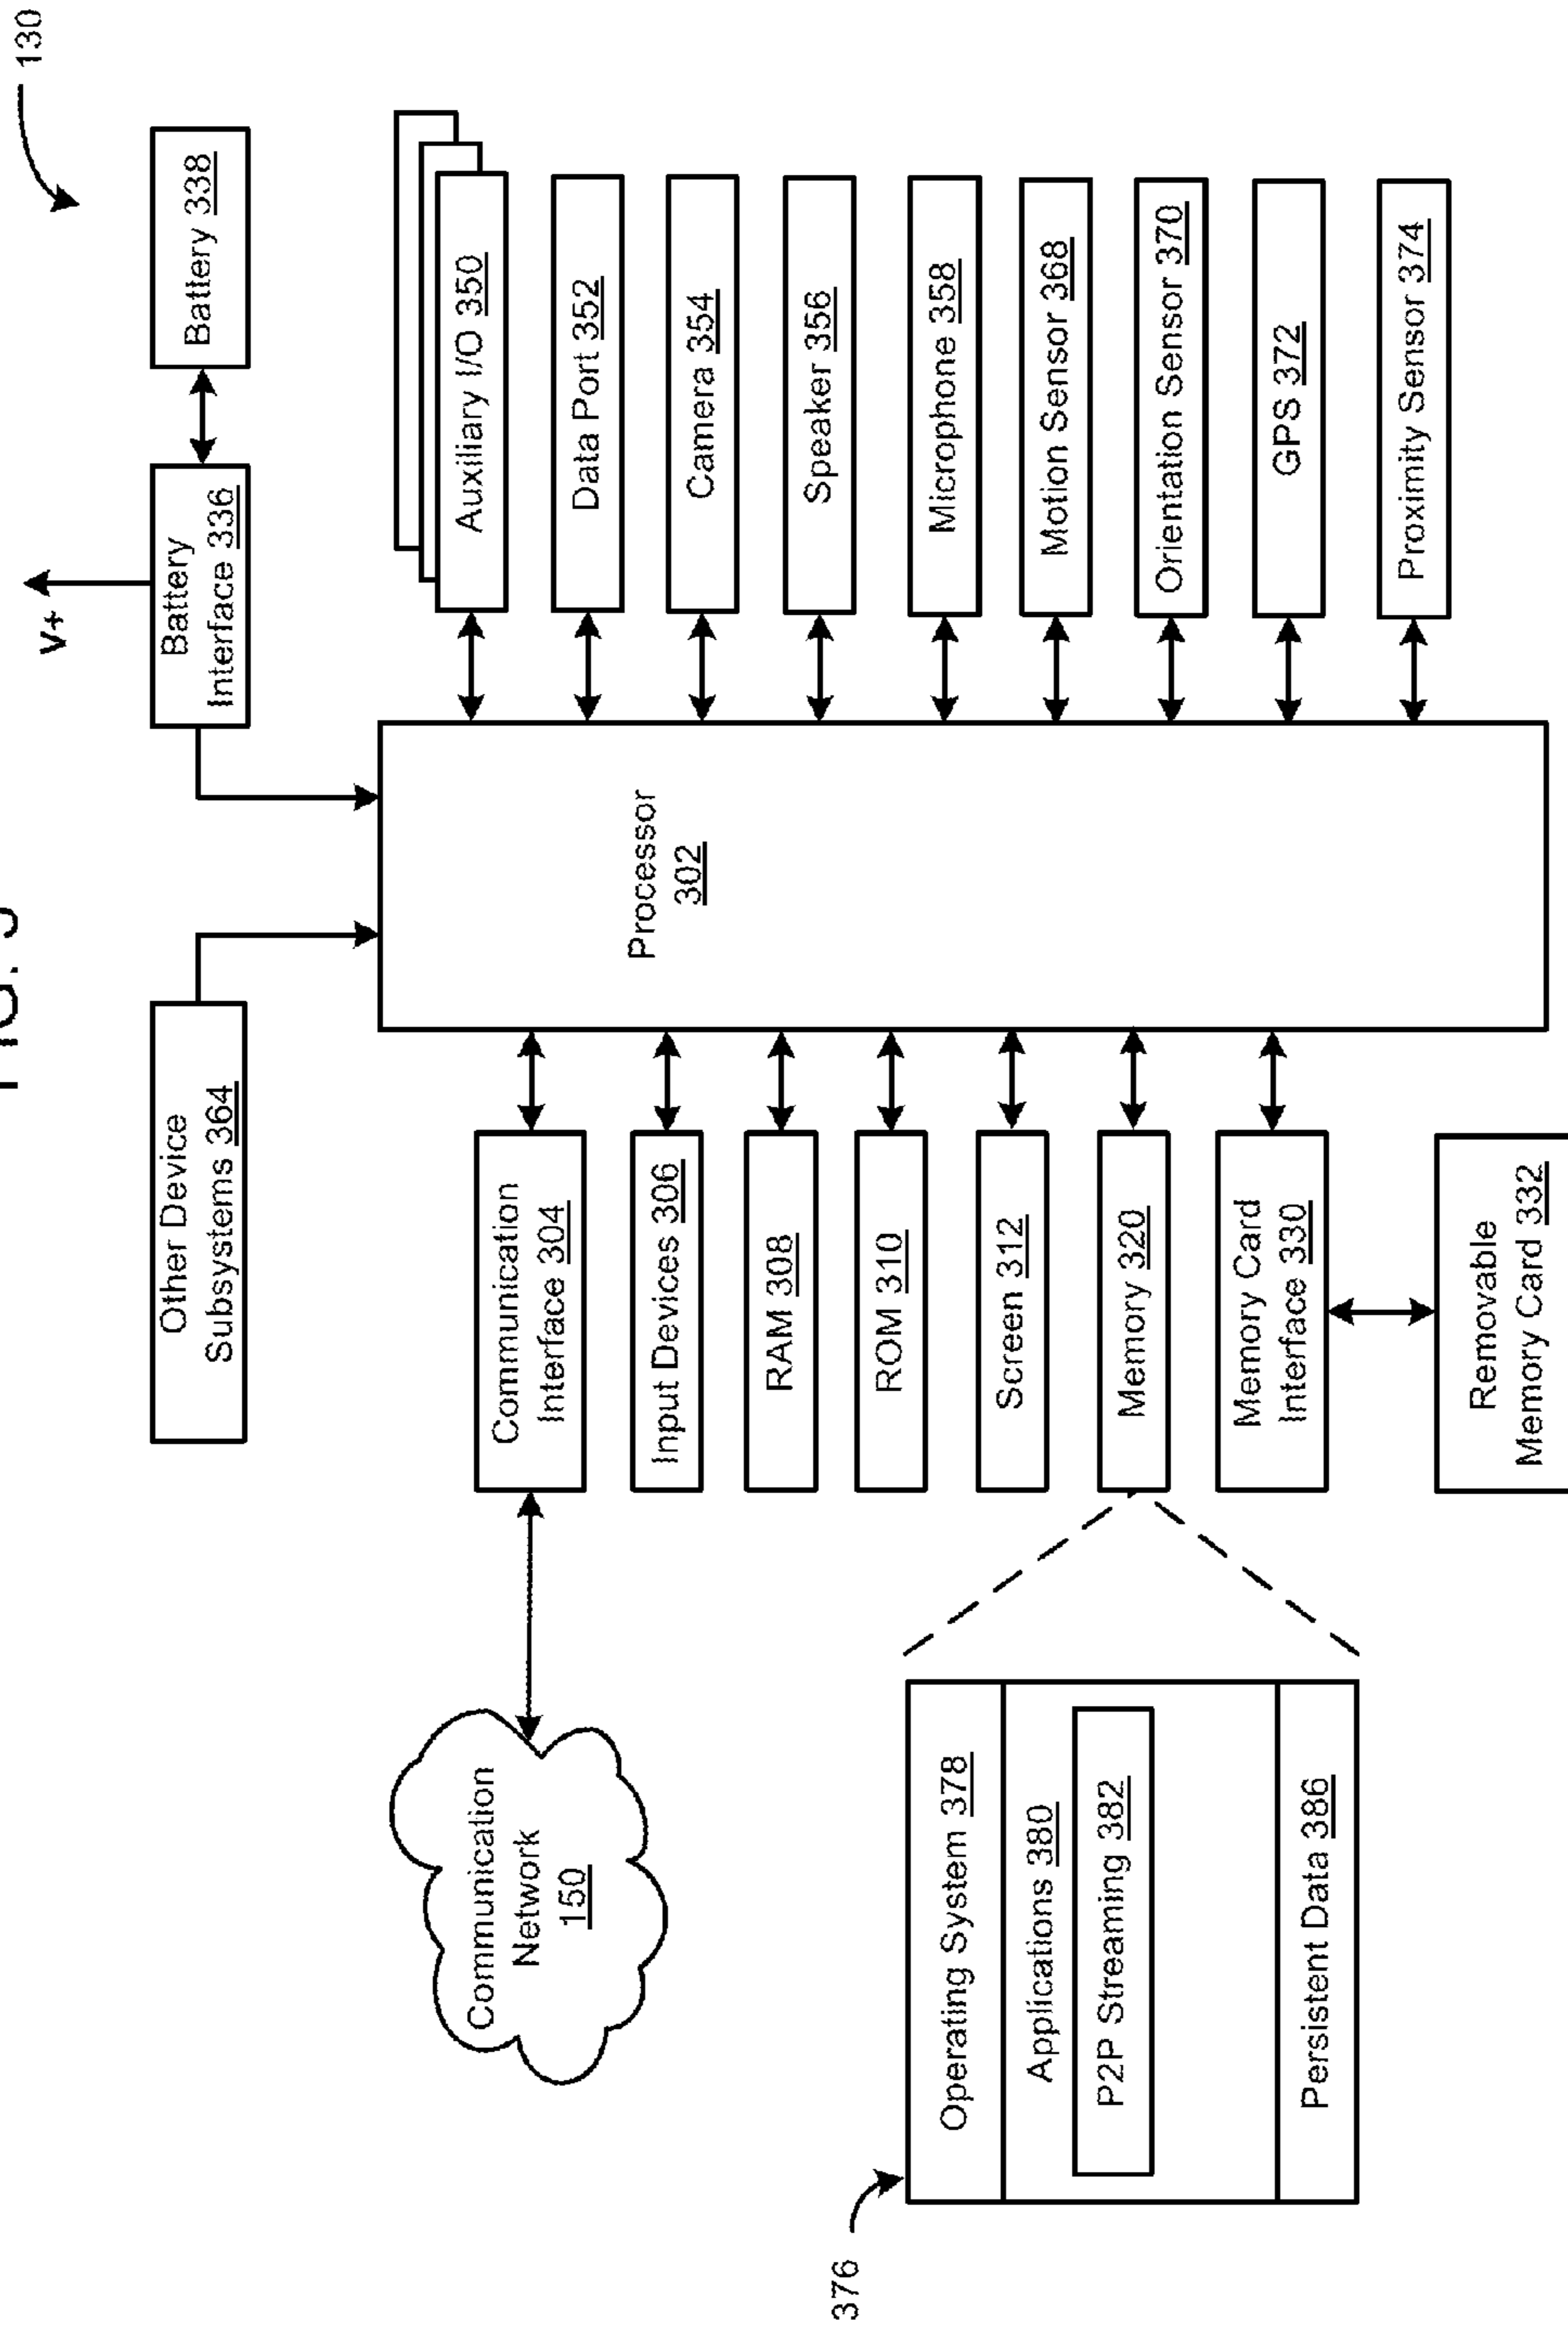 130
V+
Other Device
Subsystems 364
Battery
Interface 336
Battery 338
Communication
Network
150
Communication
Interface 304
Input Devices 306
RAM 308
ROM 310
Screen 312
Memory 320
Memory Card
Interface 330
Removable
Memory Card 332
Processor
302
Auxiliary I/O 350
Data Port 352
Camera 354
Speaker 356
Microphone 358
Motion Sensor 368
Orientation Sensor 370
GPS 372
Proximity Sensor 374
376
Operating System 378
Applications 380
P2P Streaming 382
Persistent Data 386